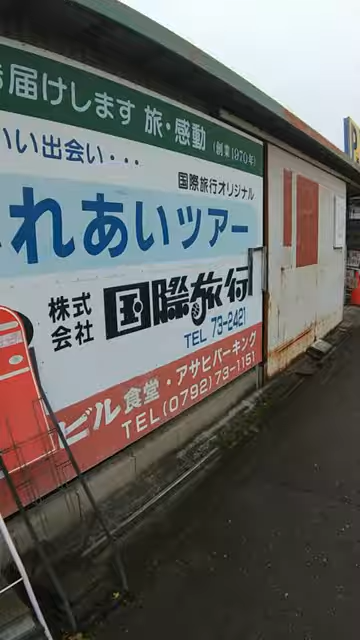 お届けします 旅・感動 (創業1970年)
いい出会い・・・
国際旅行オリジナル
れあいツアー
株式会社 国際旅行
TEL 73-2421
ビル食堂・アサヒパーキング
TEL(0792)73-1151